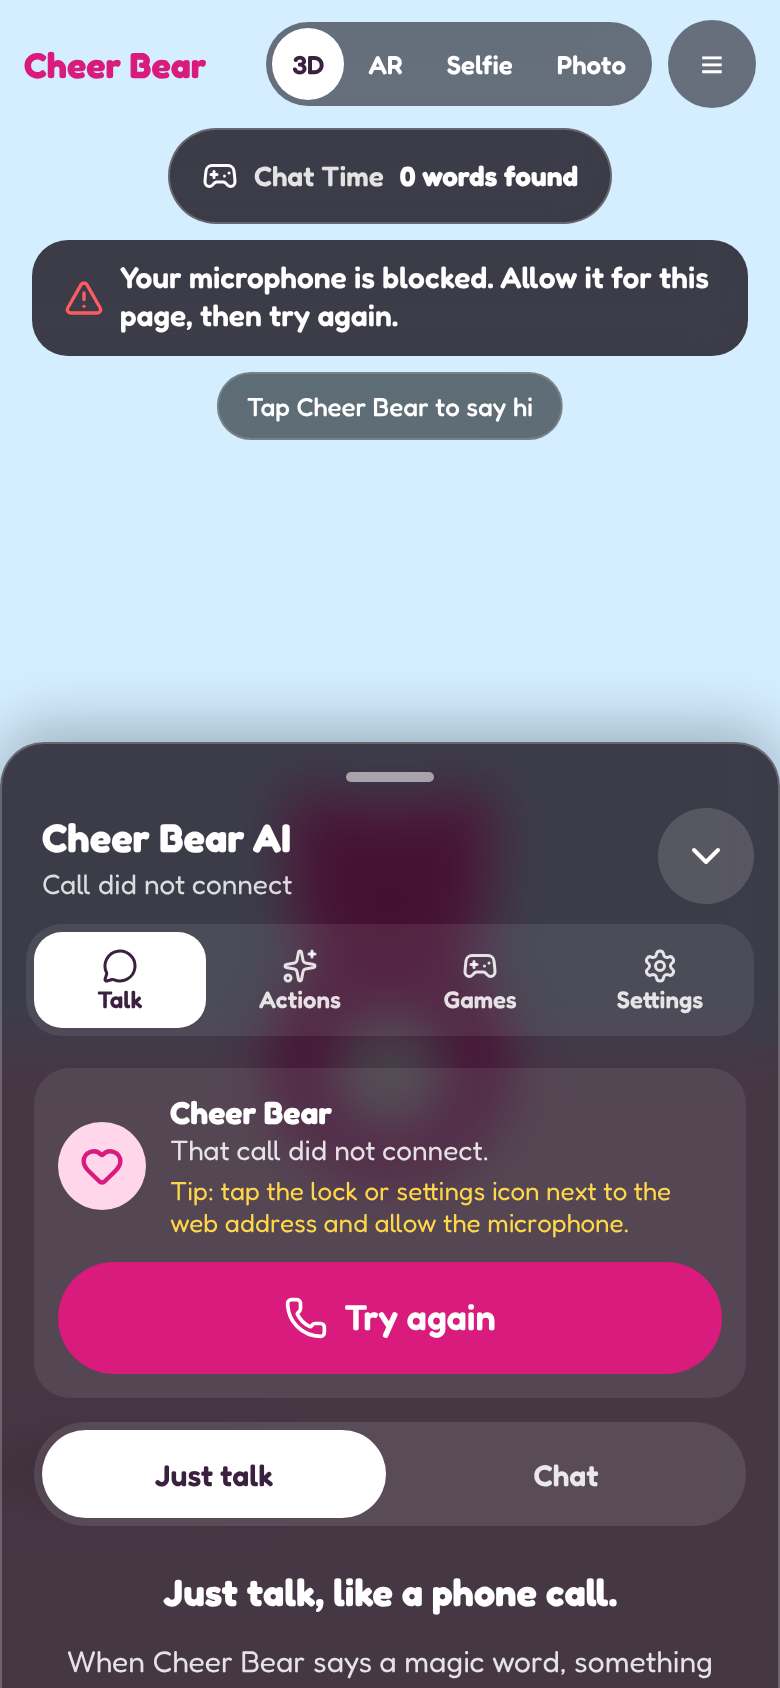 Cheer Bear
3D AR Selfie Photo
Chat Time 0 words found
Your microphone is blocked. Allow it for this
page, then try again.
Tap Cheer Bear to say hi
Cheer Bear AI
Call did not connect
Talk Actions Games Settings
Cheer Bear
That call did not connect.
Tip: tap the lock or settings icon next to the
web address and allow the microphone.
Try again
Just talk Chat
Just talk, like a phone call.
When Cheer Bear says a magic word, something